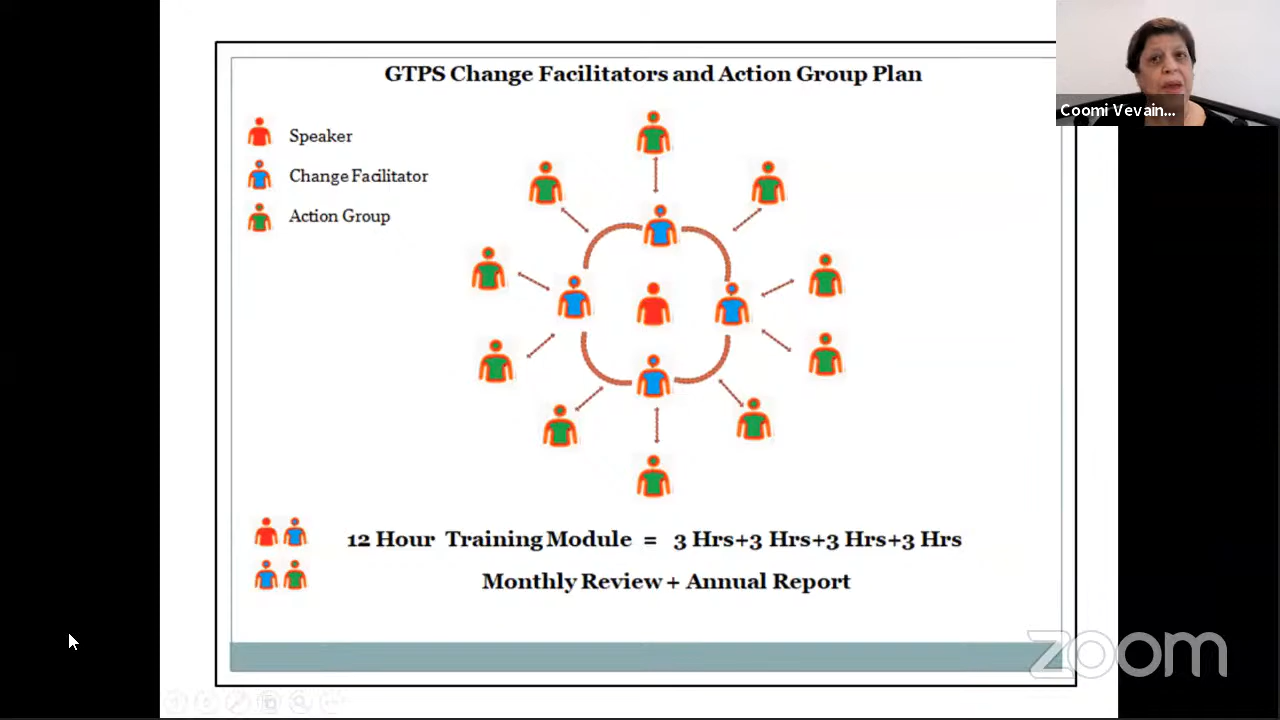 GTPS Change Facilitators and Action Group Plan
Coomi Vevain...
Speaker
Change Facilitator
Action Group
12 Hour Training Module = 3 Hrs+3 Hrs+3 Hrs+3 Hrs
Monthly Review + Annual Report
zoom